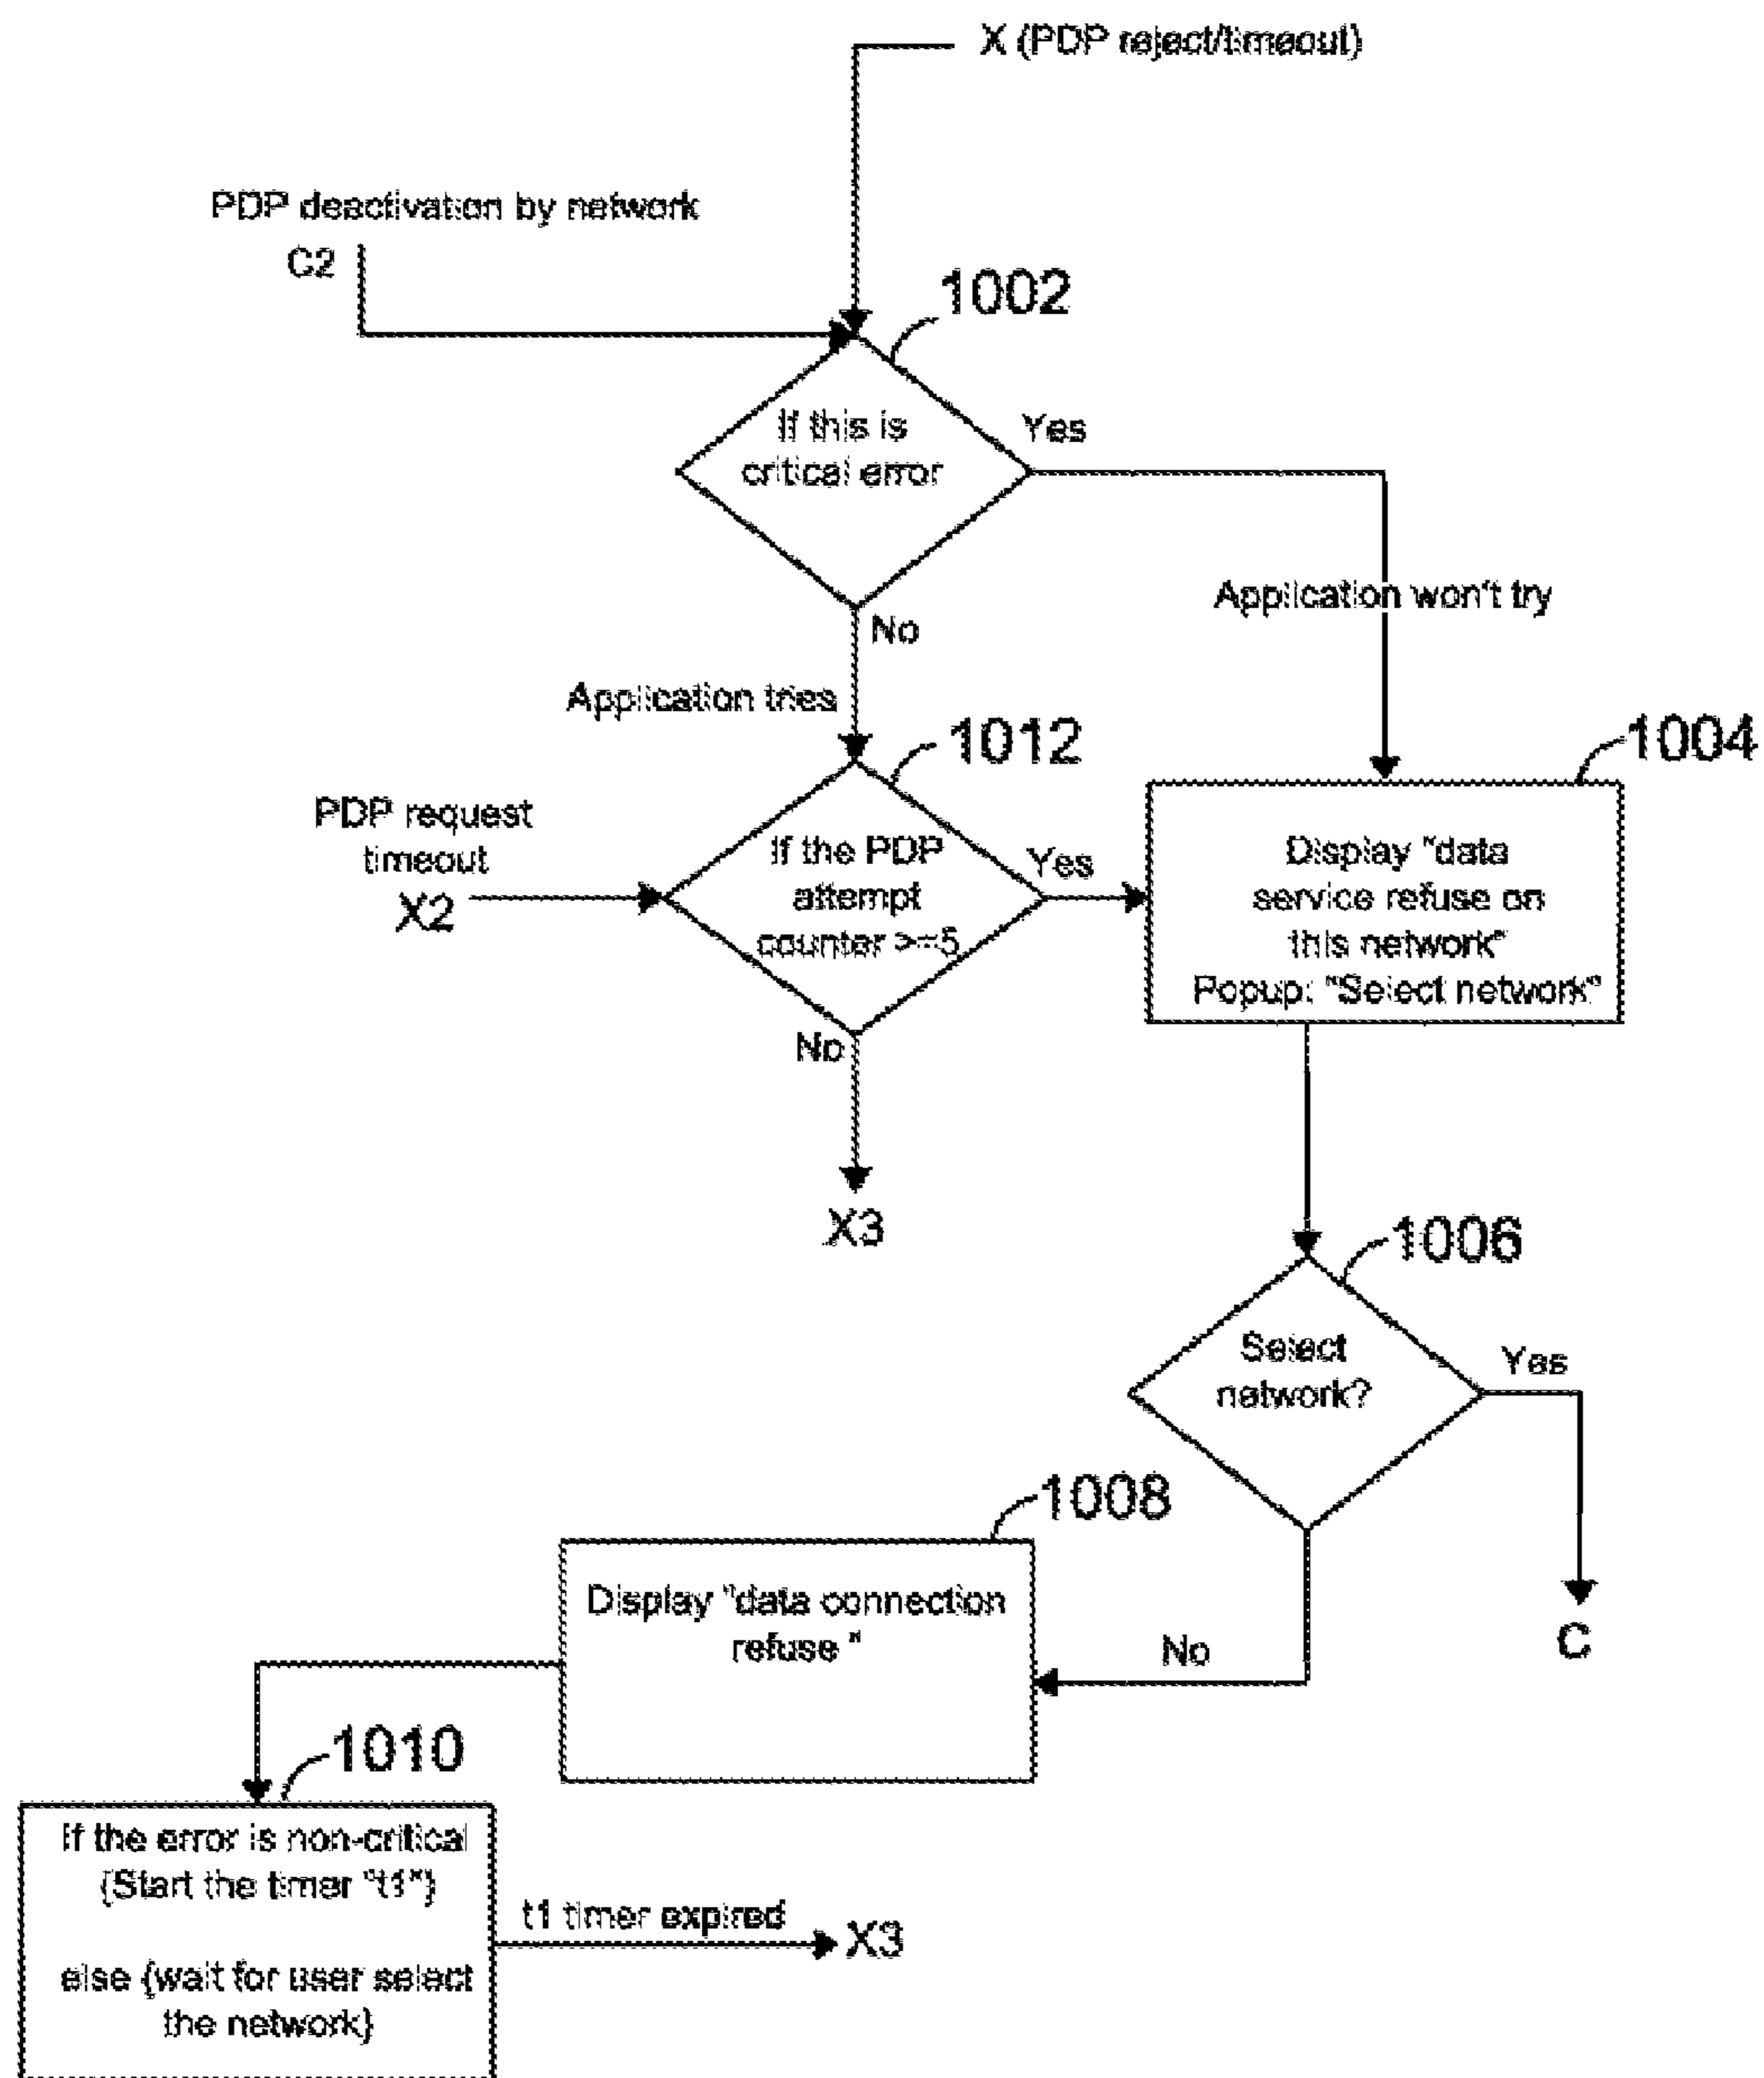 X (PDP reject/timeout)
PDP deactivation by network
C2
1002
If this is
critical error
Yes
No
Application won't try
Application tries
1012
1004
PDP request
timeout
X2
If the PDP
attempt
counter >=5
Yes
No
Display "data
service refuse on
this network"
Popup: "Select network"
X3
1006
Select
network?
Yes
1008
Display "data connection
refuse "
No
C
1010
If the error is non-critical
{Start the timer "t1"}
else {wait for user select
the network}
t1 timer expired
X3